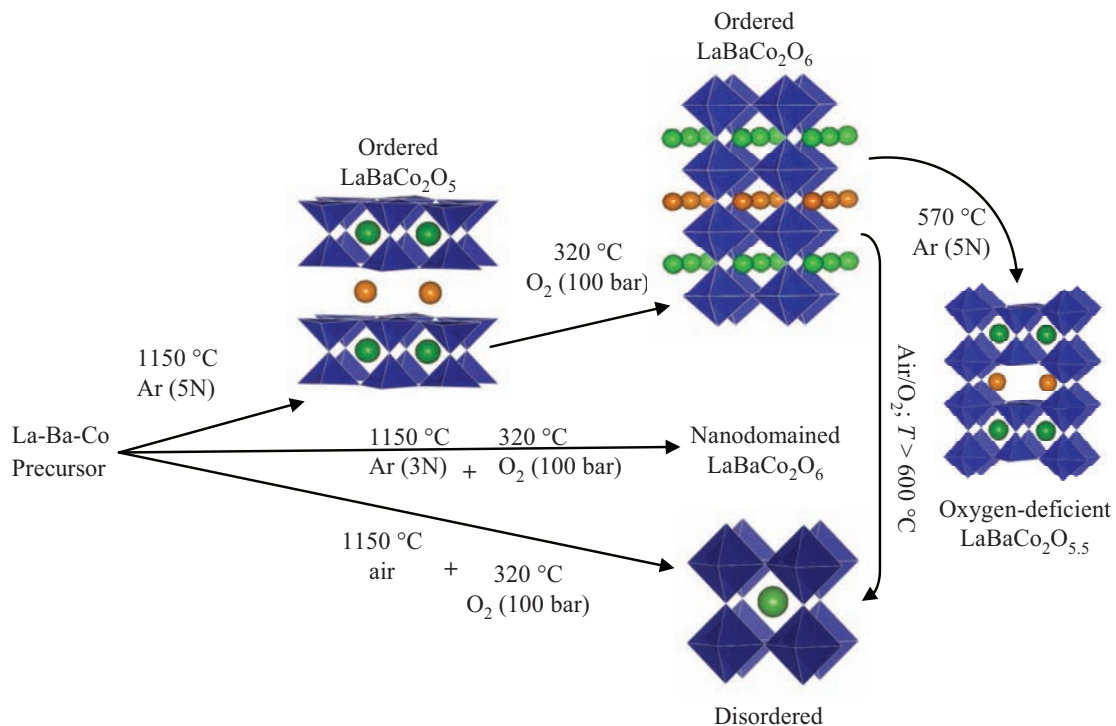 Ordered
LaBaCo₂O₆
Ordered
LaBaCo₂O₅
570 °C
Ar (5N)
320 °C
O₂ (100 bar)
1150 °C
Ar (5N)
Air/O₂; T > 600 °C
La-Ba-Co
Precursor
1150 °C
Ar (3N)
+
320 °C
O₂ (100 bar)
Nanodomained
LaBaCo₂O₆
Oxygen-deficient
LaBaCo₂O₅.₅
1150 °C
air
+
320 °C
O₂ (100 bar)
Disordered